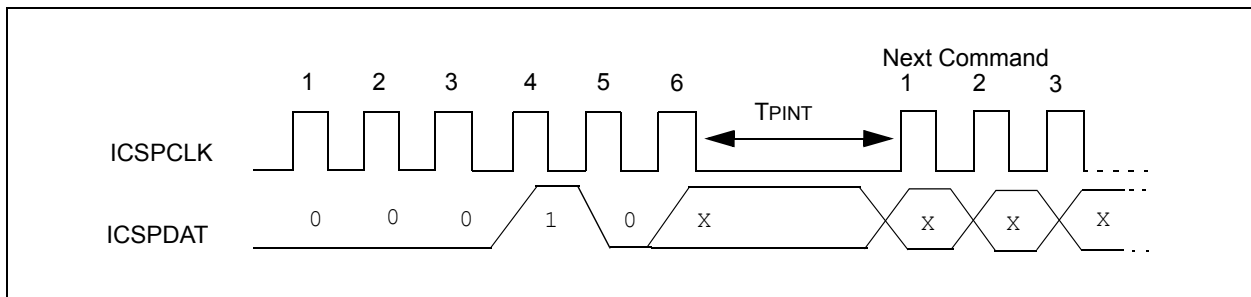 Next Command
1 2 3 4 5 6 1 2 3
TPINT
ICSPCLK
0 0 0 1 0 X X X X
ICSPDAT